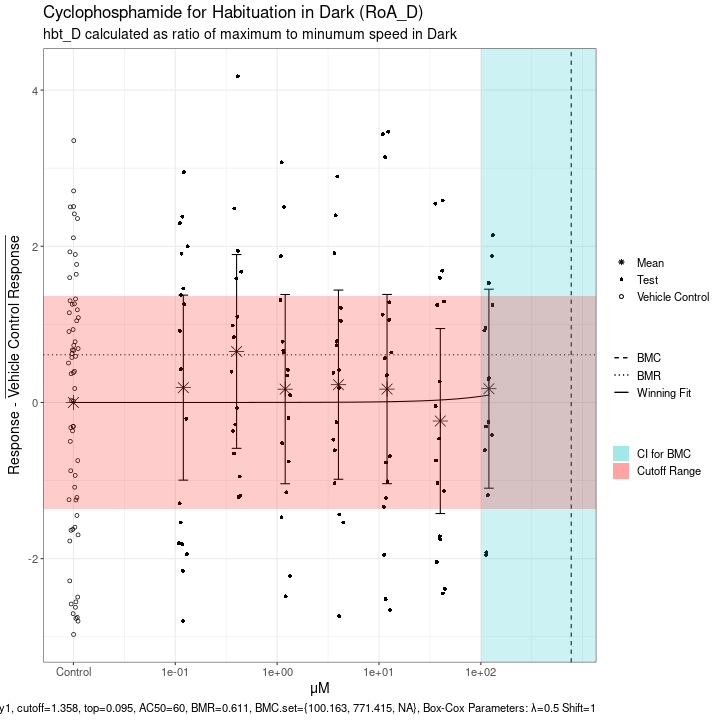 Cyclophosphamide for Habituation in Dark (RoA_D)
hbt_D calculated as ratio of maximum to minumum speed in Dark
Response - Vehicle Control Response
4
2
0
-2
Control
1e-01
1e+00
1e+01
1e+02
μM
Mean
Test
Vehicle Control
BMC
BMR
Winning Fit
CI for BMC
Cutoff Range
y1, cutoff=1.358, top=0.095, AC50=60, BMR=0.611, BMC.set={100.163, 771.415, NA}, Box-Cox Parameters: λ=0.5 Shift=1